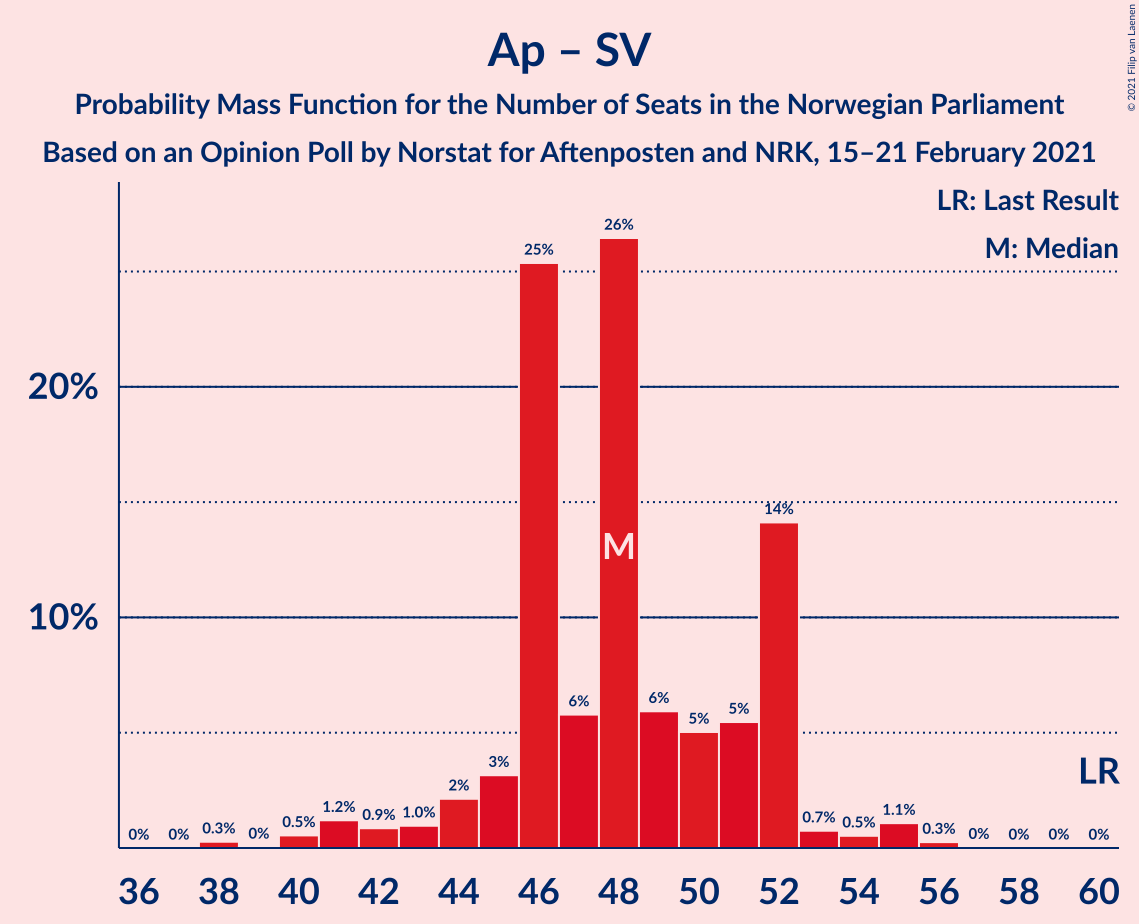 Ap – SV
Probability Mass Function for the Number of Seats in the Norwegian Parliament
Based on an Opinion Poll by Norstat for Aftenposten and NRK, 15–21 February 2021
© 2021 Filip van Laenen
LR: Last Result
M: Median
20%
10%
0% 0% 0.3% 0% 0.5% 1.2% 0.9% 1.0% 2% 3% 25% 6% 26% 6% 5% 5% 14% 0.7% 0.5% 1.1% 0.3% 0% 0% 0% 0%
M
LR
36 38 40 42 44 46 48 50 52 54 56 58 60